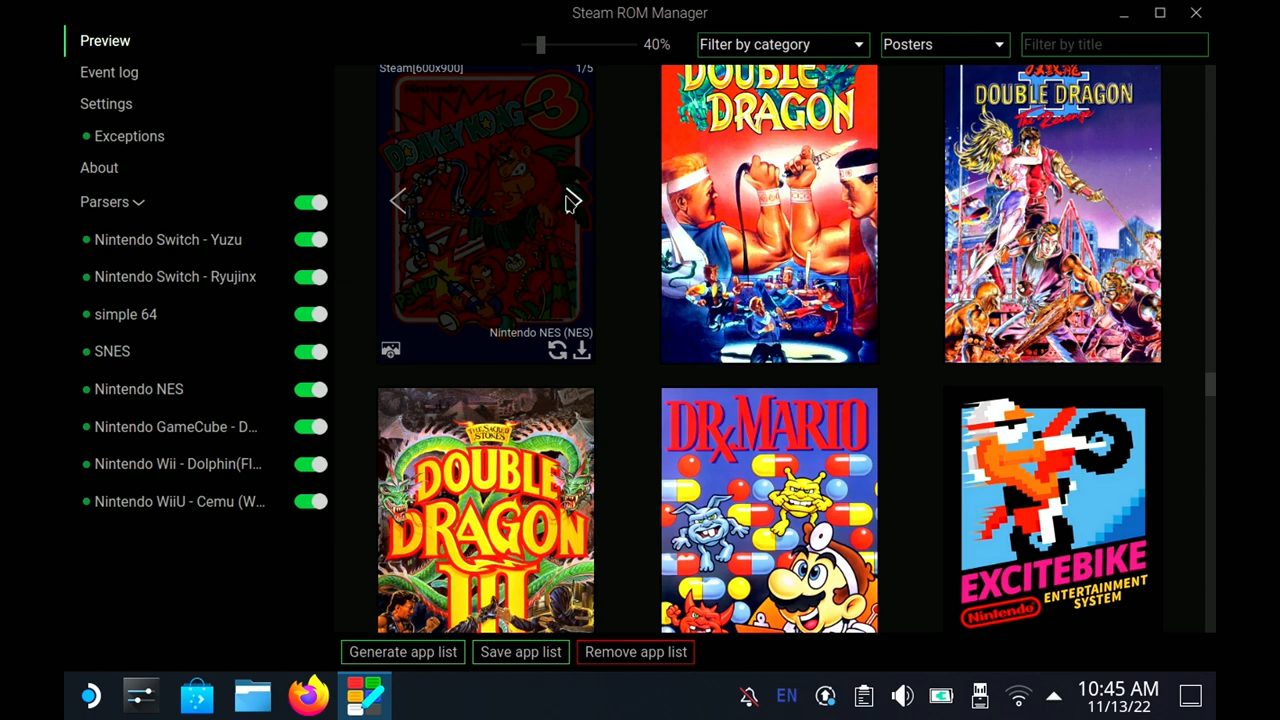 Steam ROM Manager
Preview
Event log
Settings
Exceptions
About
Parsers
Nintendo Switch - Yuzu
Nintendo Switch - Ryujinx
simple 64
SNES
Nintendo NES
Nintendo GameCube - D...
Nintendo Wii - Dolphin(Fl...
Nintendo WiiU - Cemu (W...
40%
Filter by category
Posters
Filter by title
Steam[600x900]
1/5
DONKEY KONG
3
Nintendo NES (NES)
DOUBLE
DRAGON
II
DOUBLE DRAGON
The Revenge
THE SACRED
STONES
DOUBLE
DRAGON
III
DR. MARIO
EXCITEBIKE
Nintendo
ENTERTAINMENT
SYSTEM
Generate app list
Save app list
Remove app list
EN
10:45 AM
11/13/22